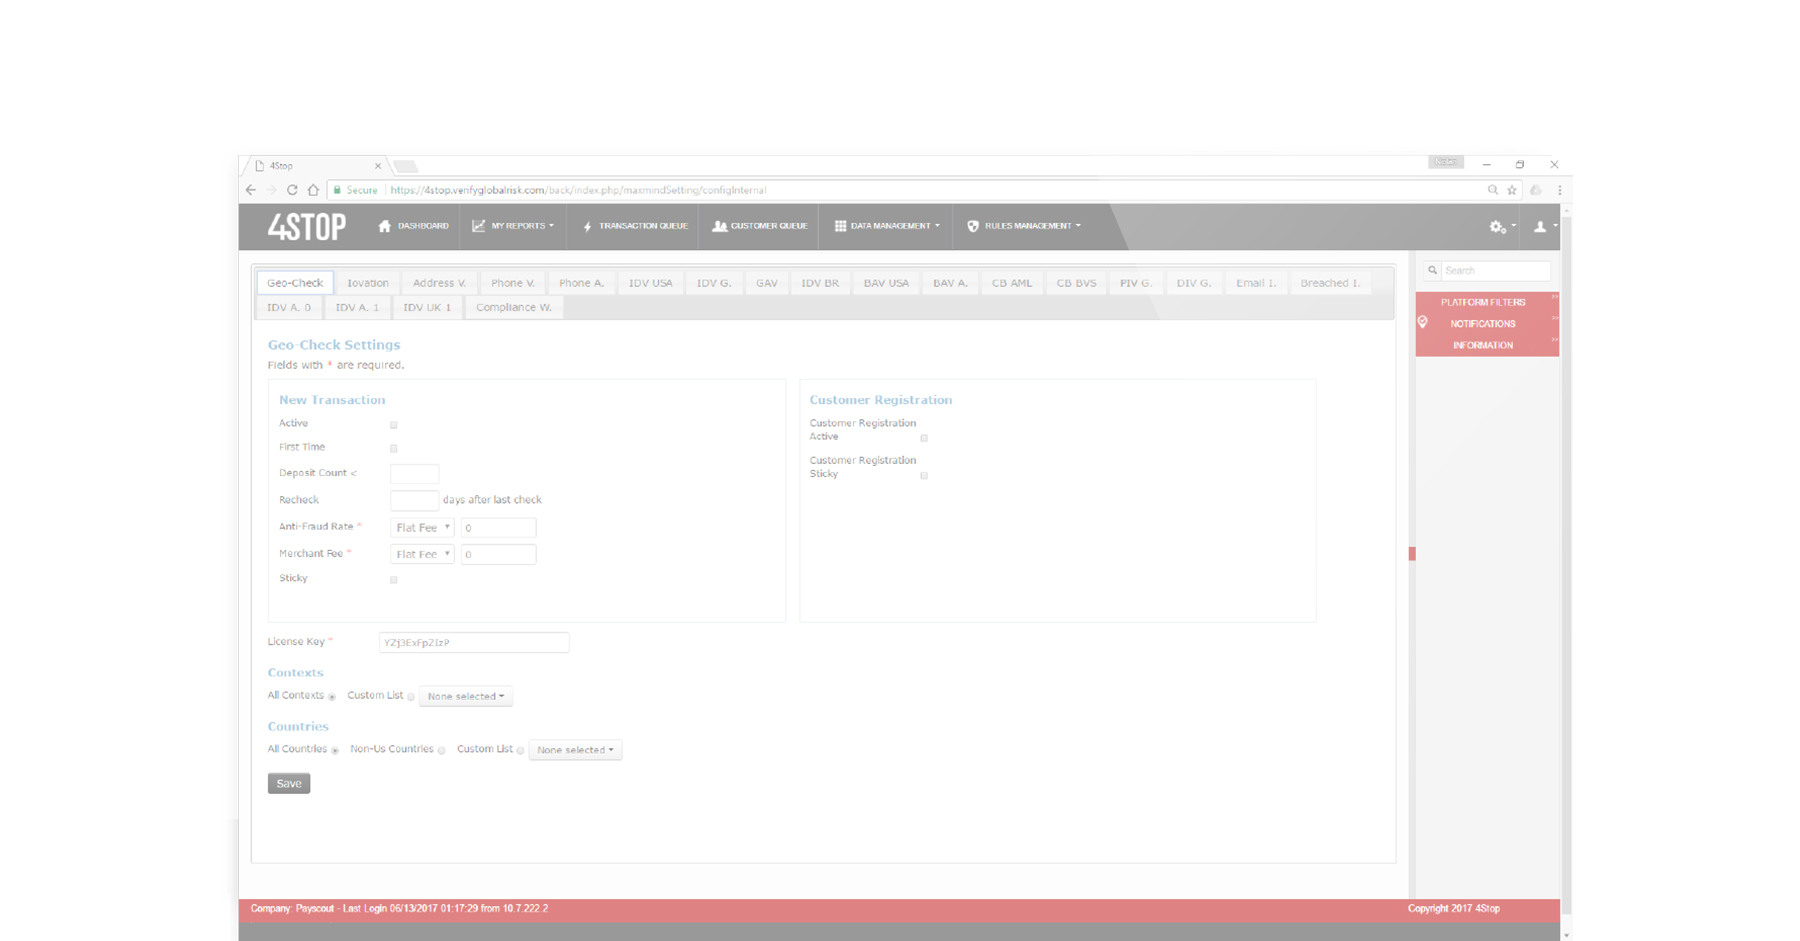 4Stop
Secure https://4stop.verifyglobalrisk.com/back/index.php/maxmindSetting/configInternal
4STOP DASHBOARD MY REPORTS TRANSACTION QUEUE CUSTOMER QUEUE DATA MANAGEMENT RULES MANAGEMENT
Geo-Check Iovation Address V. Phone V. Phone A. IDV USA IDV G. GAV IDV BR BAV USA BAV A. CB AML CB BVS PIV G. DIV G. Email I. Breached I.
Search
IDV A. 0 IDV A. 1 IDV UK 1 Compliance W.
PLATFORM FILTERS
NOTIFICATIONS
INFORMATION
Geo-Check Settings
Fields with * are required.
New Transaction
Active
First Time
Deposit Count <
Recheck days after last check
Anti-Fraud Rate * Flat Fee 0
Merchant Fee * Flat Fee 0
Sticky
Customer Registration
Customer Registration
Active
Customer Registration
Sticky
License Key * YZj3ExFpZIzP
Contexts
All Contexts Custom List None selected
Countries
All Countries Non-Us Countries Custom List None selected
Save
Company: Payscout - Last Login 06/13/2017 01:17:29 from 10.7.222.2
Copyright 2017 4Stop